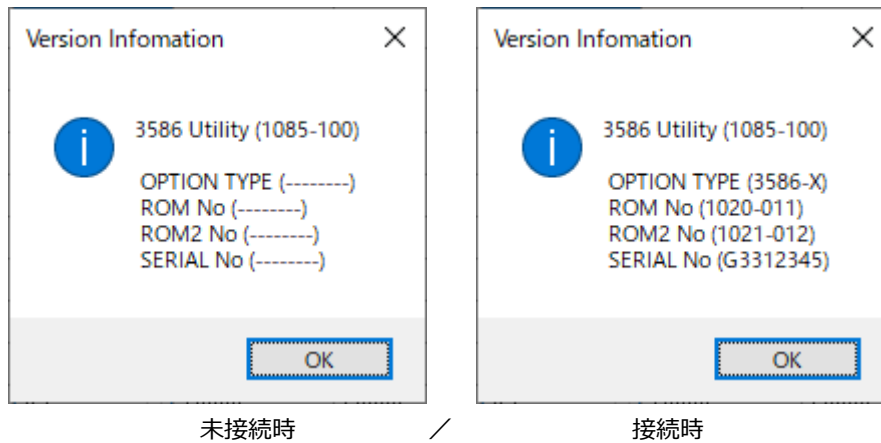 Version Infomation
3586 Utility (1085-100)
OPTION TYPE (--------)
ROM No (--------)
ROM2 No (--------)
SERIAL No (--------)
OK
Version Infomation
3586 Utility (1085-100)
OPTION TYPE (3586-X)
ROM No (1020-011)
ROM2 No (1021-012)
SERIAL No (G3312345)
OK
未接続時 ／ 接続時